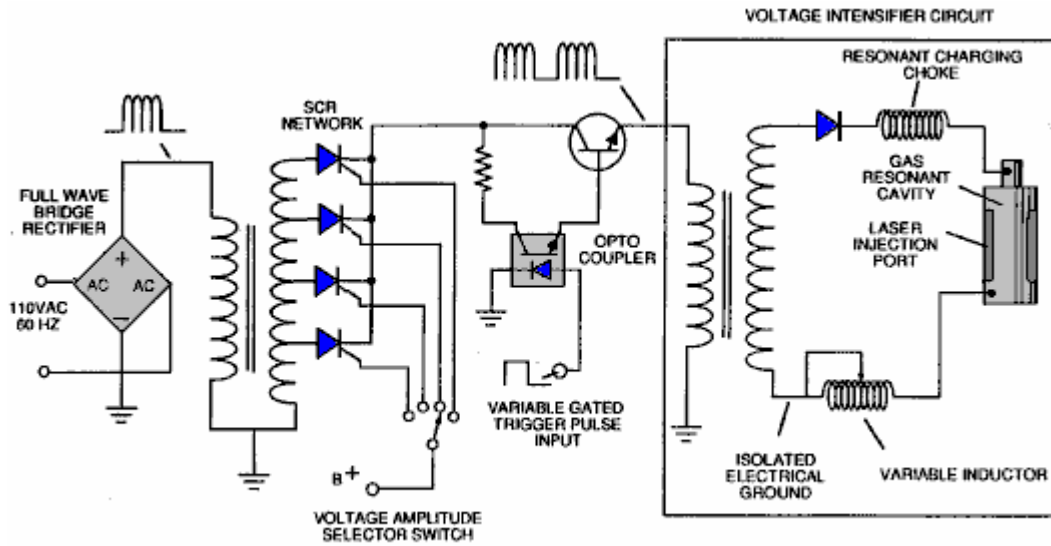 VOLTAGE INTENSIFIER CIRCUIT
RESONANT CHARGING
CHOKE
SCR
NETWORK
FULL WAVE
BRIDGE
RECTIFIER
GAS
RESONANT
CAVITY
OPTO
COUPLER
LASER
INJECTION
PORT
+
AC AC
−
110VAC
60 HZ
VARIABLE GATED
TRIGGER PULSE
INPUT
B+
ISOLATED
ELECTRICAL
GROUND
VARIABLE INDUCTOR
VOLTAGE AMPLITUDE
SELECTOR SWITCH